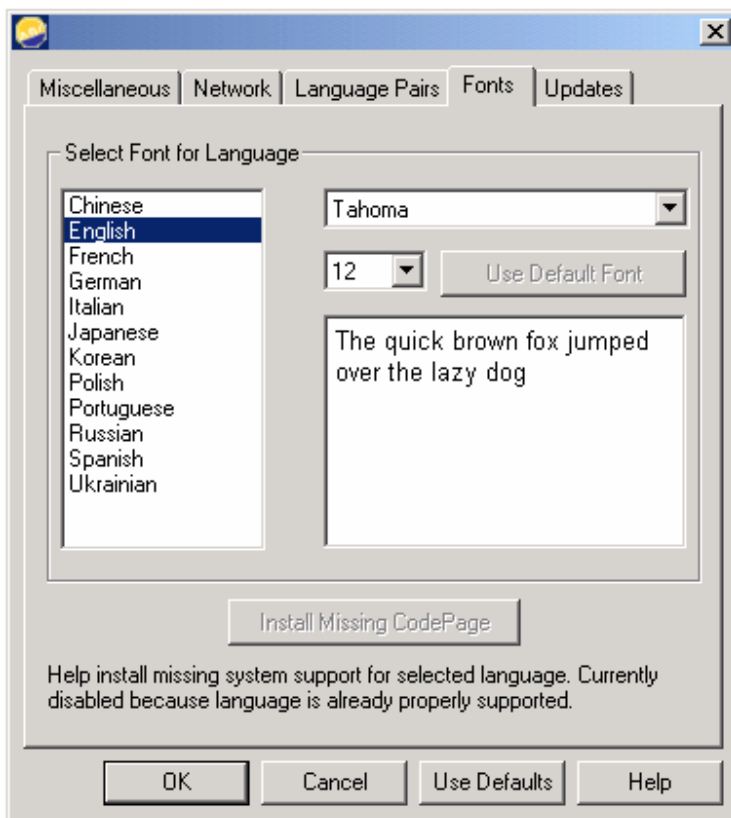 Miscellaneous Network Language Pairs Fonts Updates
Select Font for Language
Chinese
English
French
German
Italian
Japanese
Korean
Polish
Portuguese
Russian
Spanish
Ukrainian
Tahoma
12 Use Default Font
The quick brown fox jumped
over the lazy dog
Install Missing CodePage
Help install missing system support for selected language. Currently
disabled because language is already properly supported.
OK Cancel Use Defaults Help